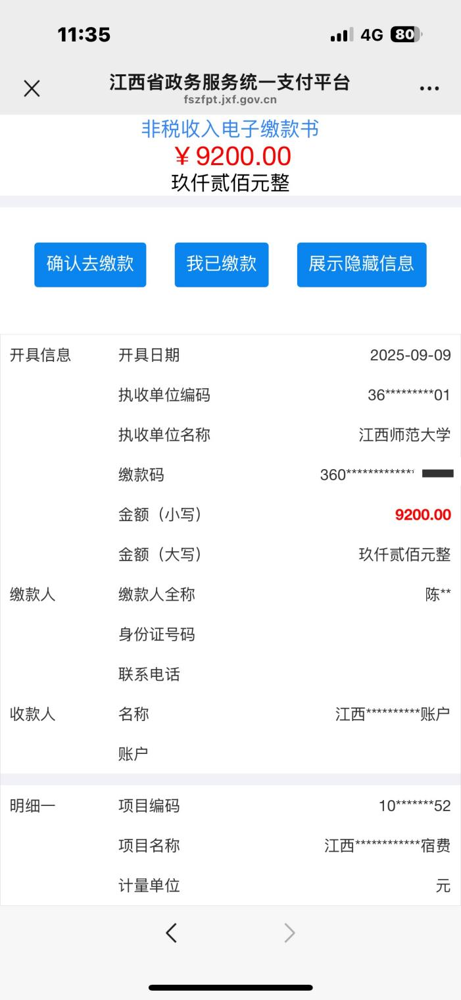 11:35
4G 80
江西省政务服务统一支付平台
fszfpt.jxf.gov.cn
非税收入电子缴款书
￥9200.00
玖仟贰佰元整
确认去缴款 我已缴款 展示隐藏信息
开具信息 开具日期 2025-09-09
执收单位编码 36*********01
执收单位名称 江西师范大学
缴款码 360*************
金额（小写） 9200.00
金额（大写） 玖仟贰佰元整
缴款人 缴款人全称 陈**
身份证号码
联系电话
收款人 名称 江西**********账户
账户
明细一 项目编码 10*******52
项目名称 江西************宿费
计量单位 元